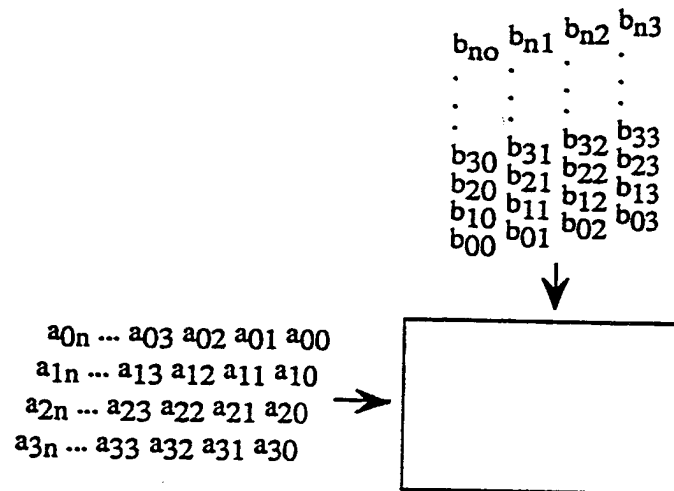 bno bn1 bn2 bn3
. . . .
. . . .
. . . .
b30 b31 b32 b33
b20 b21 b22 b23
b10 b11 b12 b13
b00 b01 b02 b03
a0n ... a03 a02 a01 a00
a1n ... a13 a12 a11 a10
a2n ... a23 a22 a21 a20
a3n ... a33 a32 a31 a30